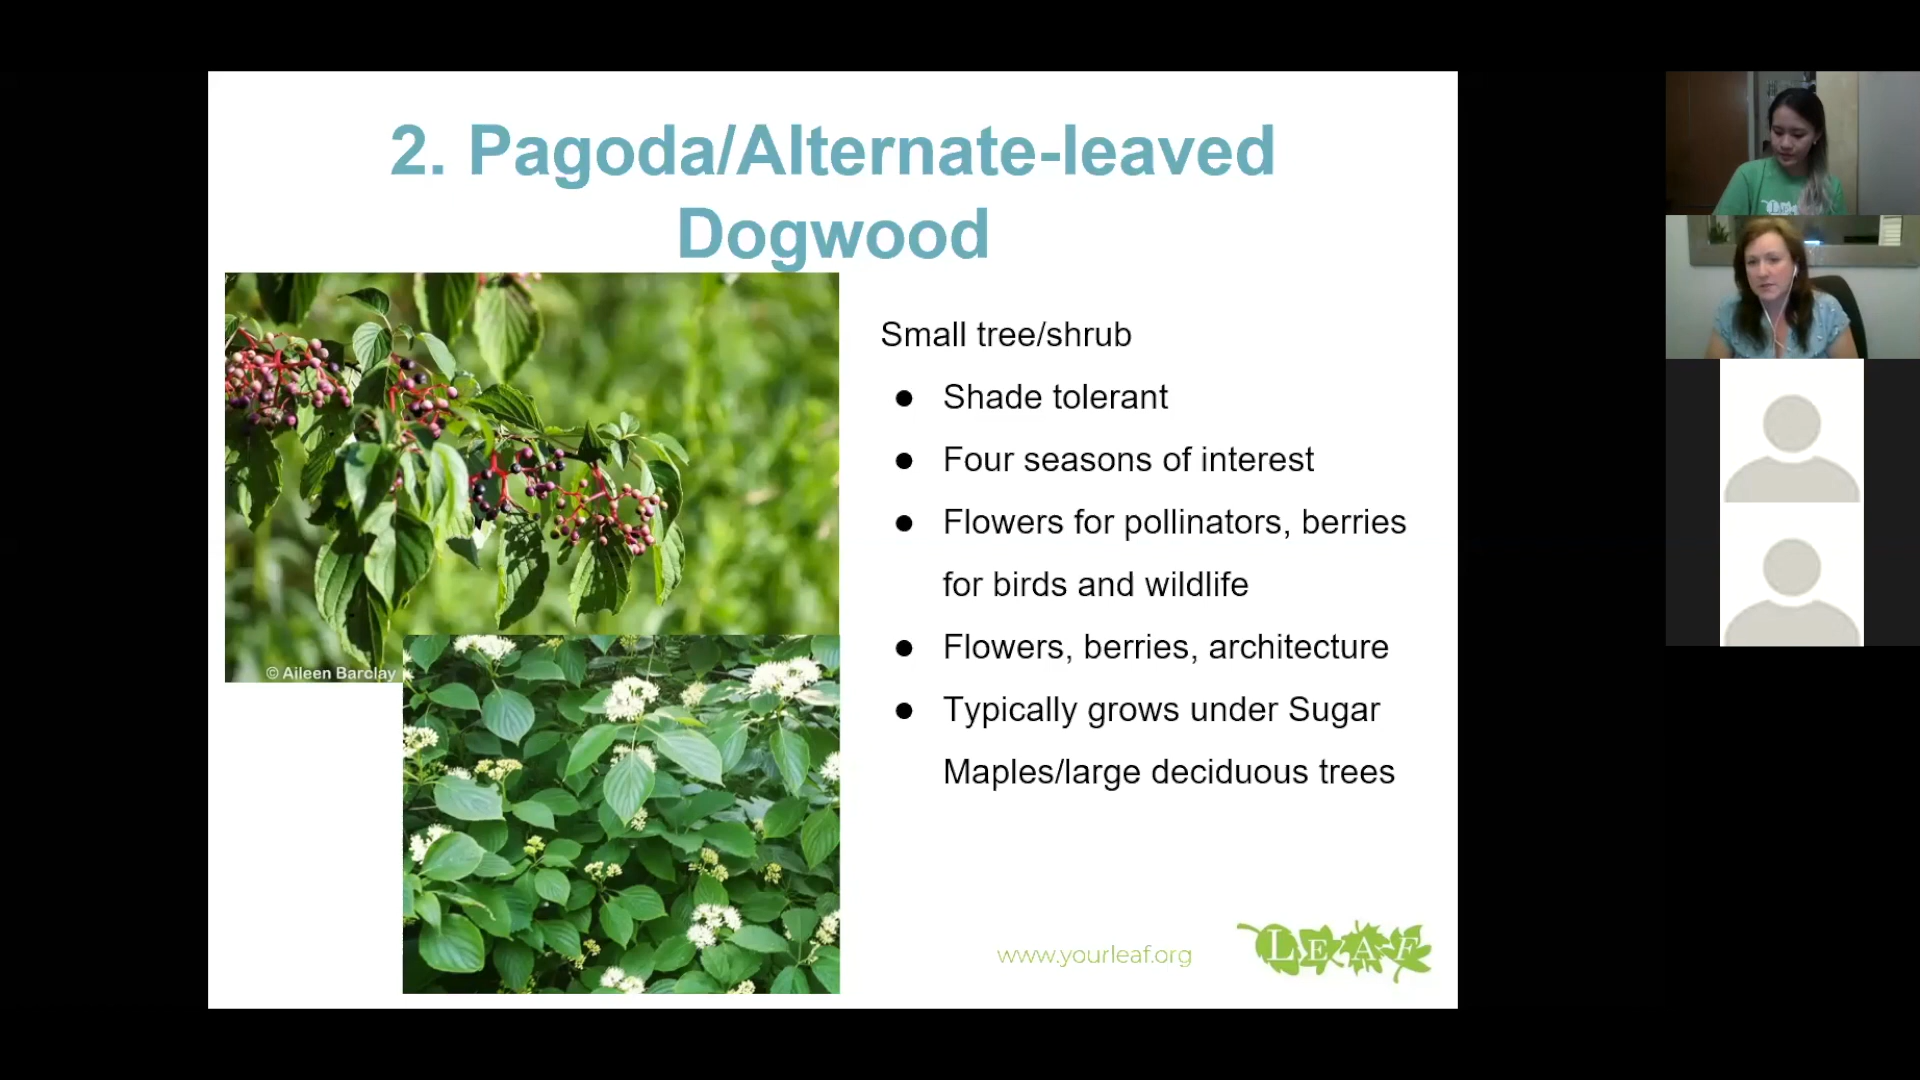 2. Pagoda/Alternate-leaved
Dogwood
Small tree/shrub
● Shade tolerant
● Four seasons of interest
● Flowers for pollinators, berries
for birds and wildlife
● Flowers, berries, architecture
● Typically grows under Sugar
Maples/large deciduous trees
© Aileen Barclay
www.yourleaf.org
LEAF